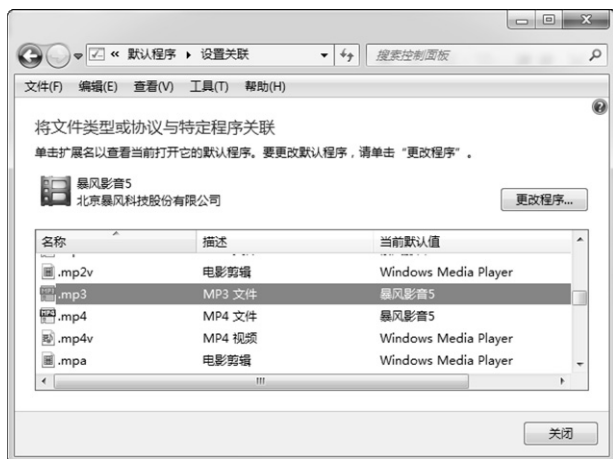 « 默认程序 ▸ 设置关联
搜索控制面板
文件(F) 编辑(E) 查看(V) 工具(T) 帮助(H)
将文件类型或协议与特定程序关联
单击扩展名以查看当前打开它的默认程序。要更改默认程序，请单击“更改程序”。
暴风影音5
北京暴风科技股份有限公司
更改程序...
名称 描述 当前默认值
.mp2v 电影剪辑 Windows Media Player
.mp3 MP3 文件 暴风影音5
.mp4 MP4 文件 暴风影音5
.mp4v MP4 视频 Windows Media Player
.mpa 电影剪辑 Windows Media Player
关闭